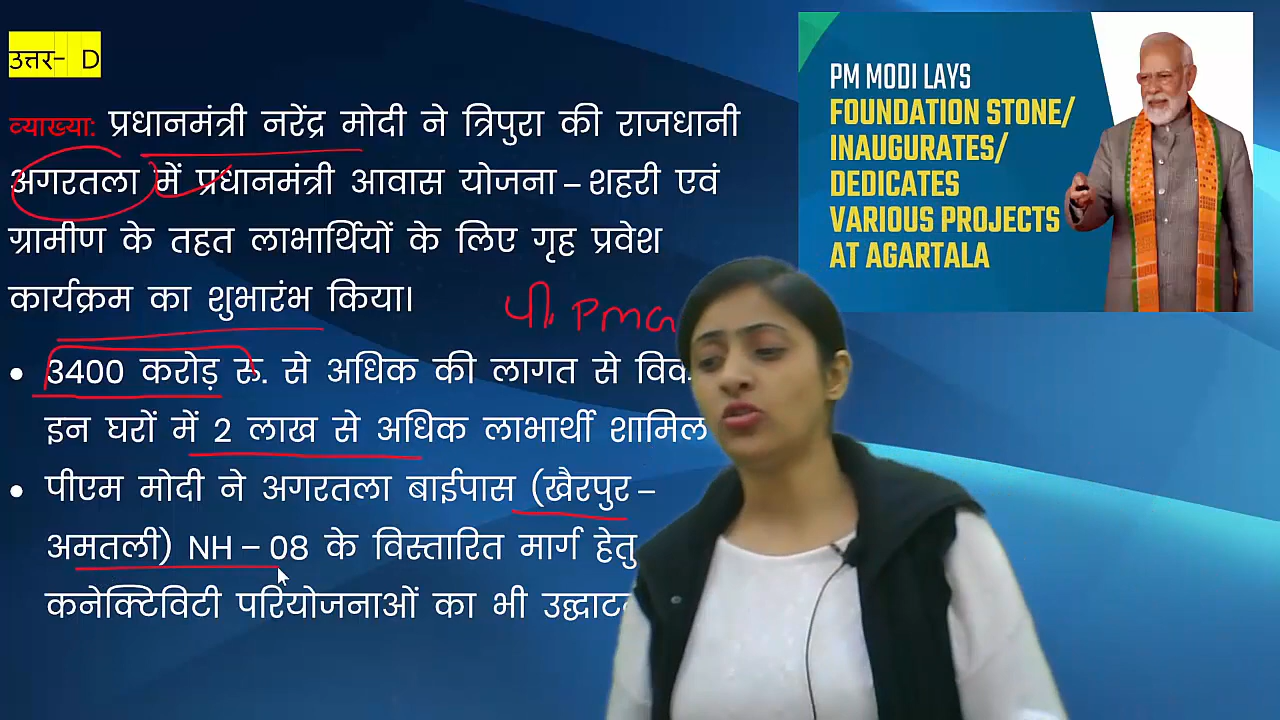 उत्तर- D
व्याख्या: प्रधानमंत्री नरेंद्र मोदी ने त्रिपुरा की राजधानी
अगरतला में प्रधानमंत्री आवास योजना – शहरी एवं
ग्रामीण के तहत लाभार्थियों के लिए गृह प्रवेश
कार्यक्रम का शुभारंभ किया।
• 3400 करोड़ रु. से अधिक की लागत से
इन घरों में 2 लाख से अधिक लाभार्थी शामिल
• पीएम मोदी ने अगरतला बाईपास (खैरपुर –
अमतली) NH – 08 के विस्तारित मार्ग हेतु
कनेक्टिविटी परियोजनाओं का भी
PM MODI LAYS
FOUNDATION STONE/
INAUGURATES/
DEDICATES
VARIOUS PROJECTS
AT AGARTALA